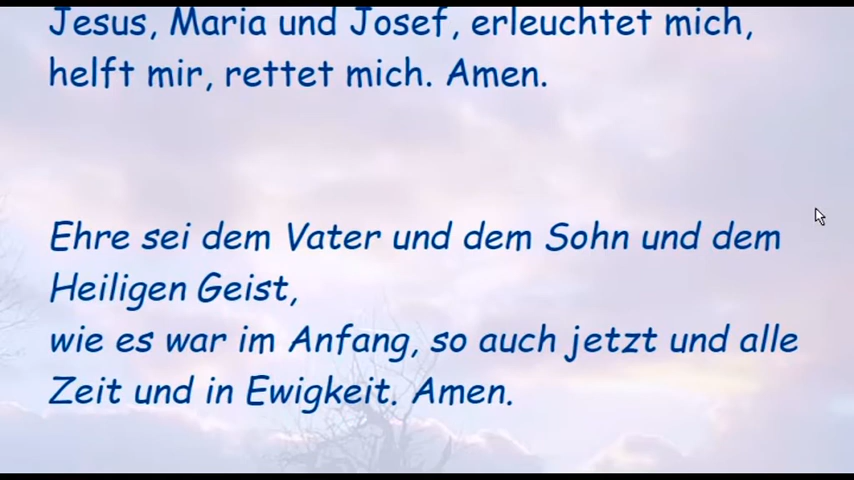 Jesus, Maria und Josef, erleuchtet mich,
helft mir, rettet mich. Amen.
Ehre sei dem Vater und dem Sohn und dem
Heiligen Geist,
wie es war im Anfang, so auch jetzt und alle
Zeit und in Ewigkeit. Amen.